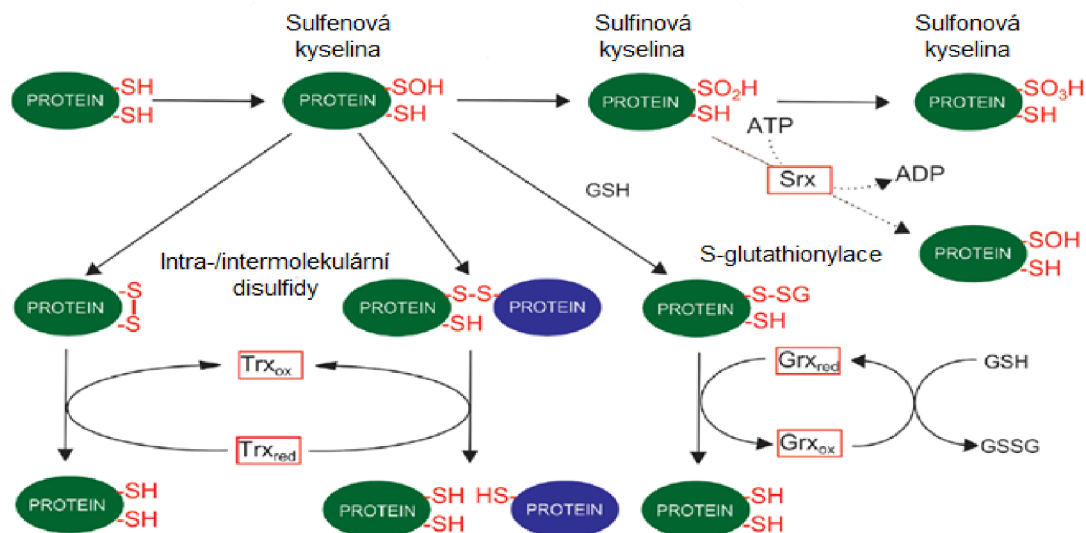 Sulfenová
kyselina
Sulfinová
kyselina
Sulfonová
kyselina
PROTEIN -SH -SH
PROTEIN -SOH -SH
PROTEIN -SO₂H -SH
PROTEIN -SO₃H -SH
ATP
Srx
ADP
GSH
PROTEIN -SOH -SH
Intra-/intermolekulární
disulfidy
S-glutathionylace
PROTEIN -S -S
PROTEIN -S-S- PROTEIN
-SH
PROTEIN -S-SG -SH
Trxox
Trxred
Grxred
GSH
Grxox
GSSG
PROTEIN -SH -SH
PROTEIN -SH -SH
HS- PROTEIN
PROTEIN -SH -SH